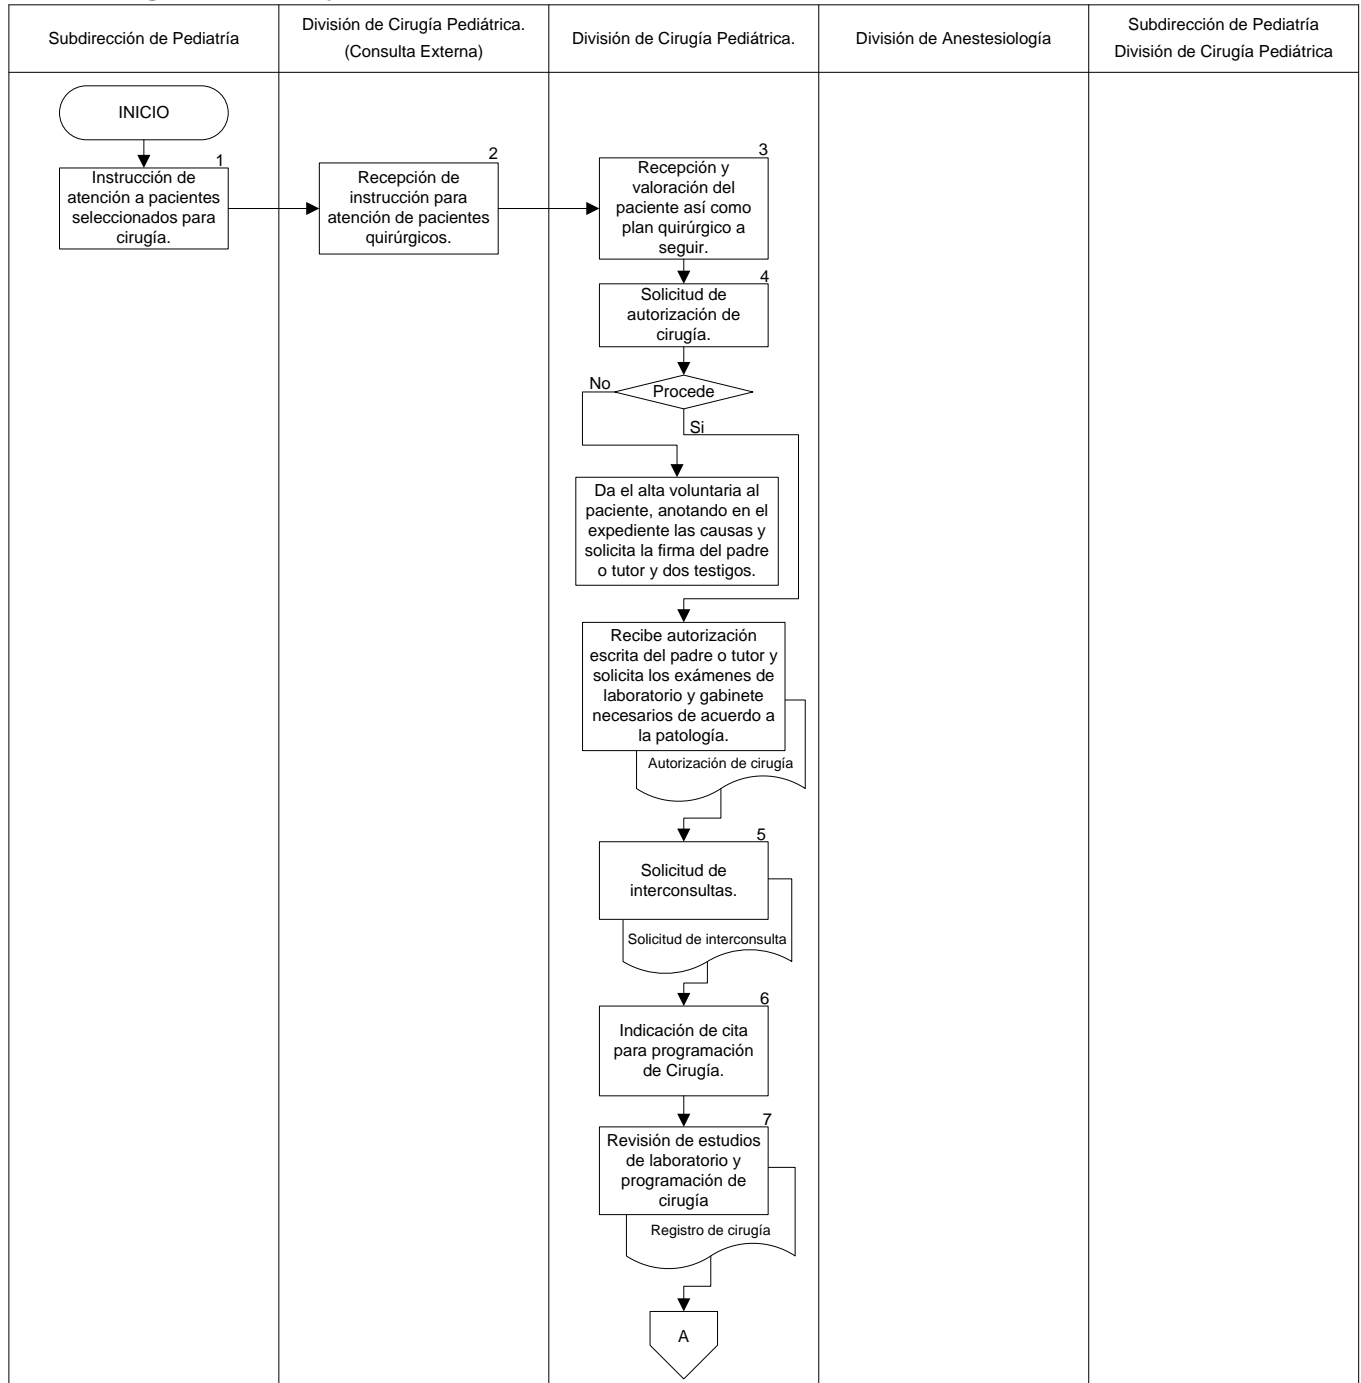 Subdirección de Pediatría
División de Cirugía Pediátrica.
(Consulta Externa)
División de Cirugía Pediátrica.
División de Anestesiología
Subdirección de Pediatría
División de Cirugía Pediátrica
INICIO
1
Instrucción de
atención a pacientes
seleccionados para
cirugía.
2
Recepción de
instrucción para
atención de pacientes
quirúrgicos.
3
Recepción y
valoración del
paciente así como
plan quirúrgico a
seguir.
4
Solicitud de
autorización de
cirugía.
No
Procede
Si
Da el alta voluntaria al
paciente, anotando en el
expediente las causas y
solicita la firma del padre
o tutor y dos testigos.
Recibe autorización
escrita del padre o tutor y
solicita los exámenes de
laboratorio y gabinete
necesarios de acuerdo a
la patología.
Autorización de cirugía
5
Solicitud de
interconsultas.
Solicitud de interconsulta
6
Indicación de cita
para programación
de Cirugía.
7
Revisión de estudios
de laboratorio y
programación de
cirugía
Registro de cirugía
A